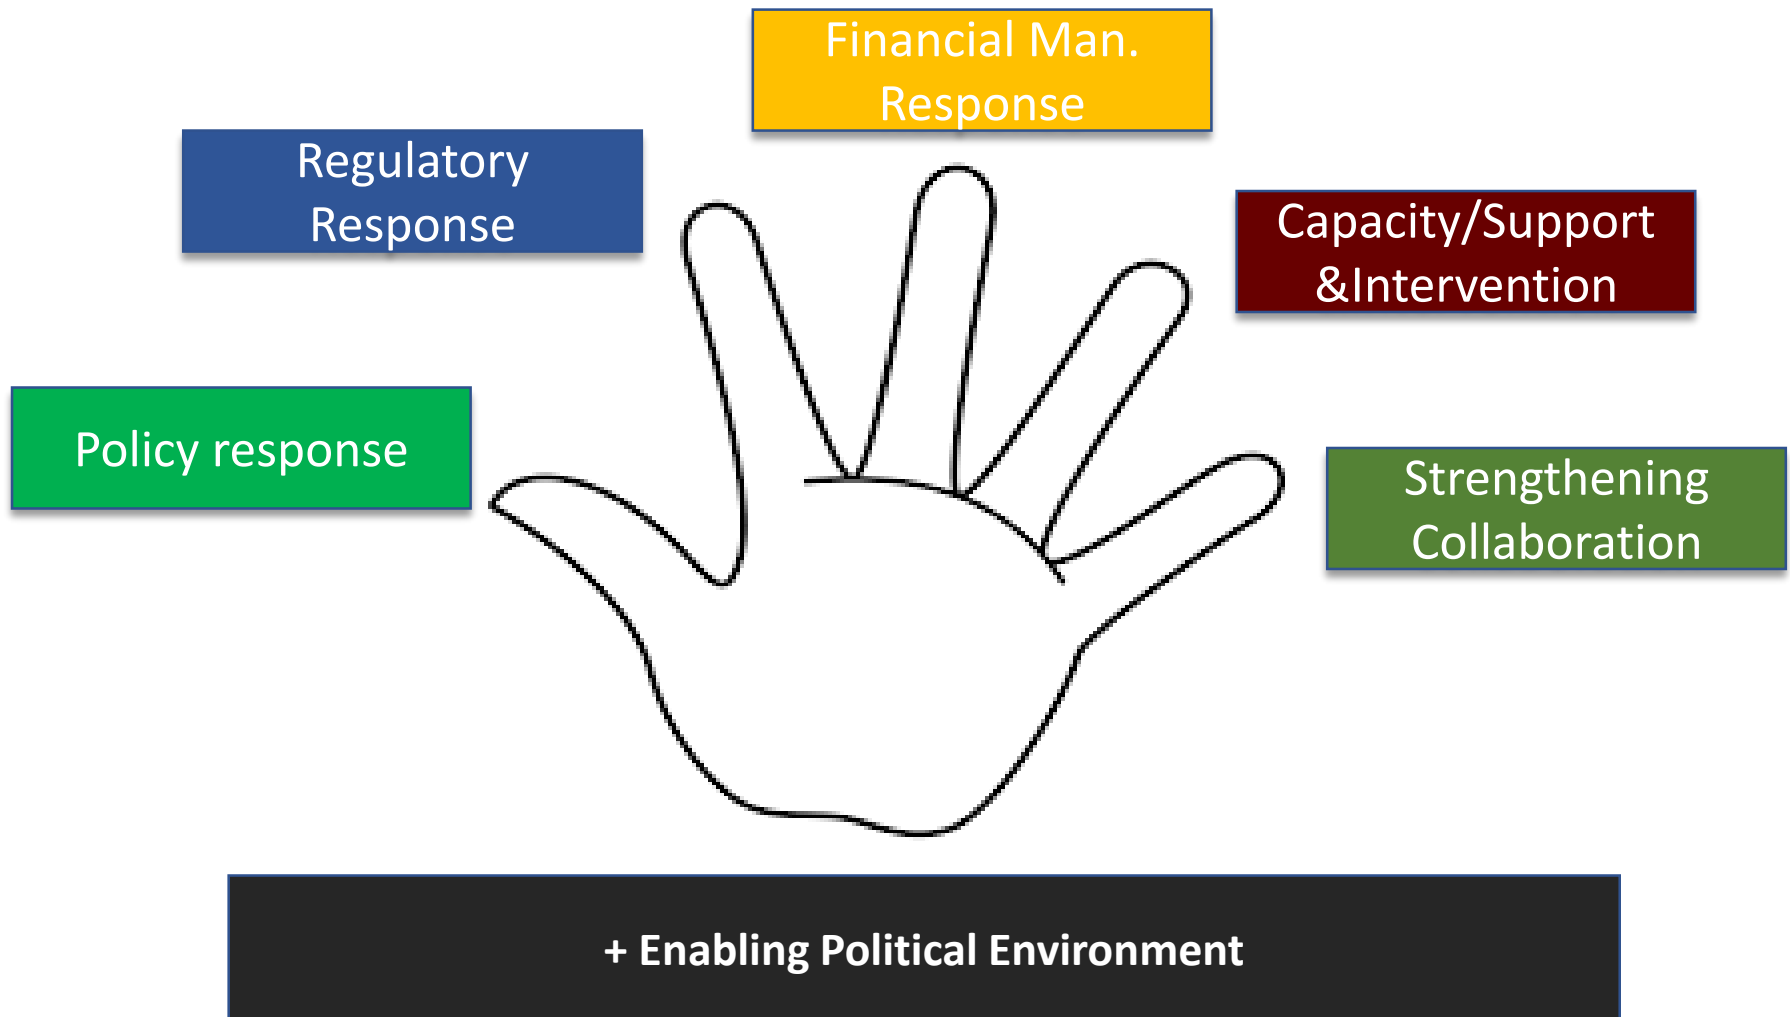 Financial Man.
Response
Regulatory
Response
Capacity/Support
&Intervention
Policy response
Strengthening
Collaboration
+ Enabling Political Environment